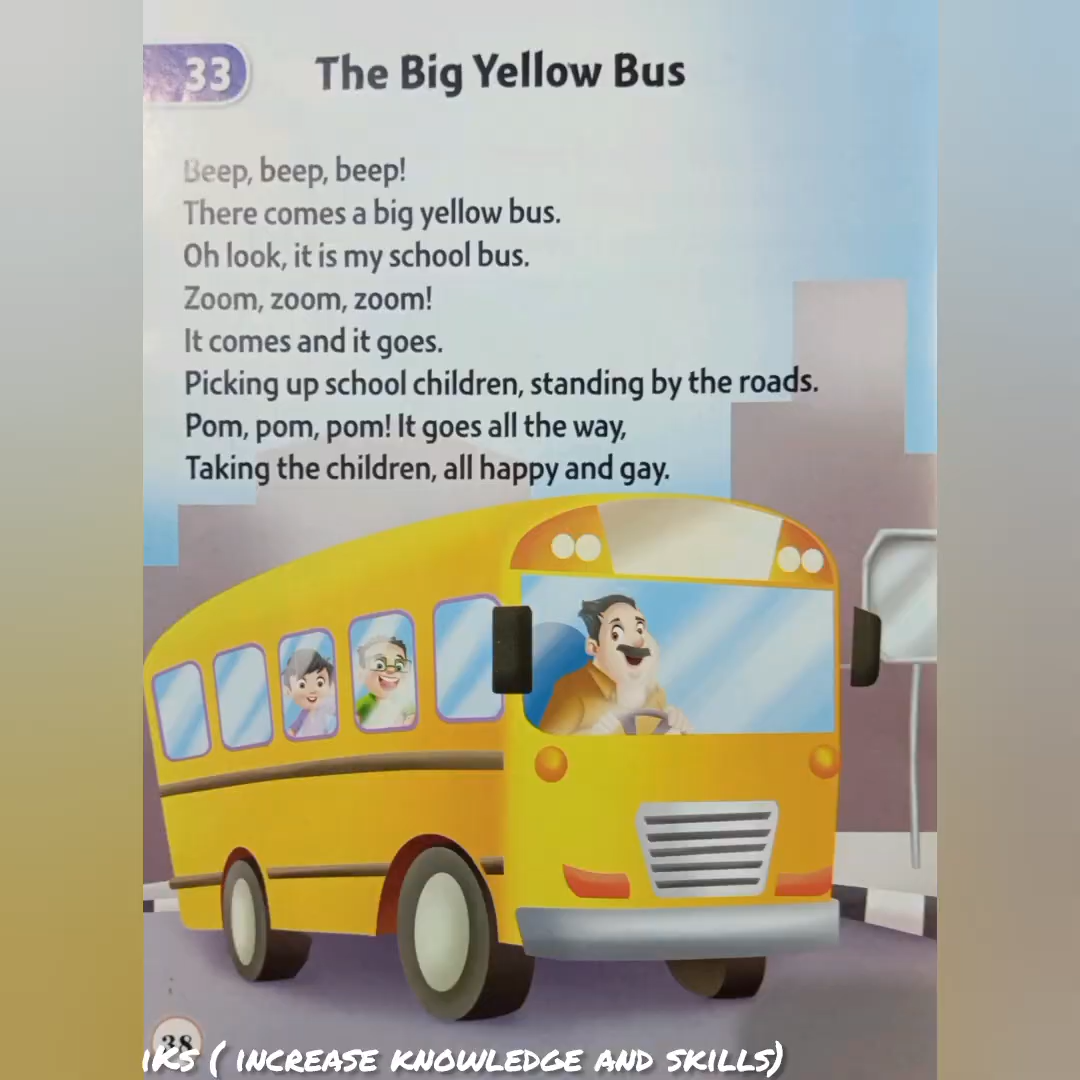 33
The Big Yellow Bus
Beep, beep, beep!
There comes a big yellow bus.
Oh look, it is my school bus.
Zoom, zoom, zoom!
It comes and it goes.
Picking up school children, standing by the roads.
Pom, pom, pom! It goes all the way,
Taking the children, all happy and gay.
38
iKs ( increase knowledge and skills)